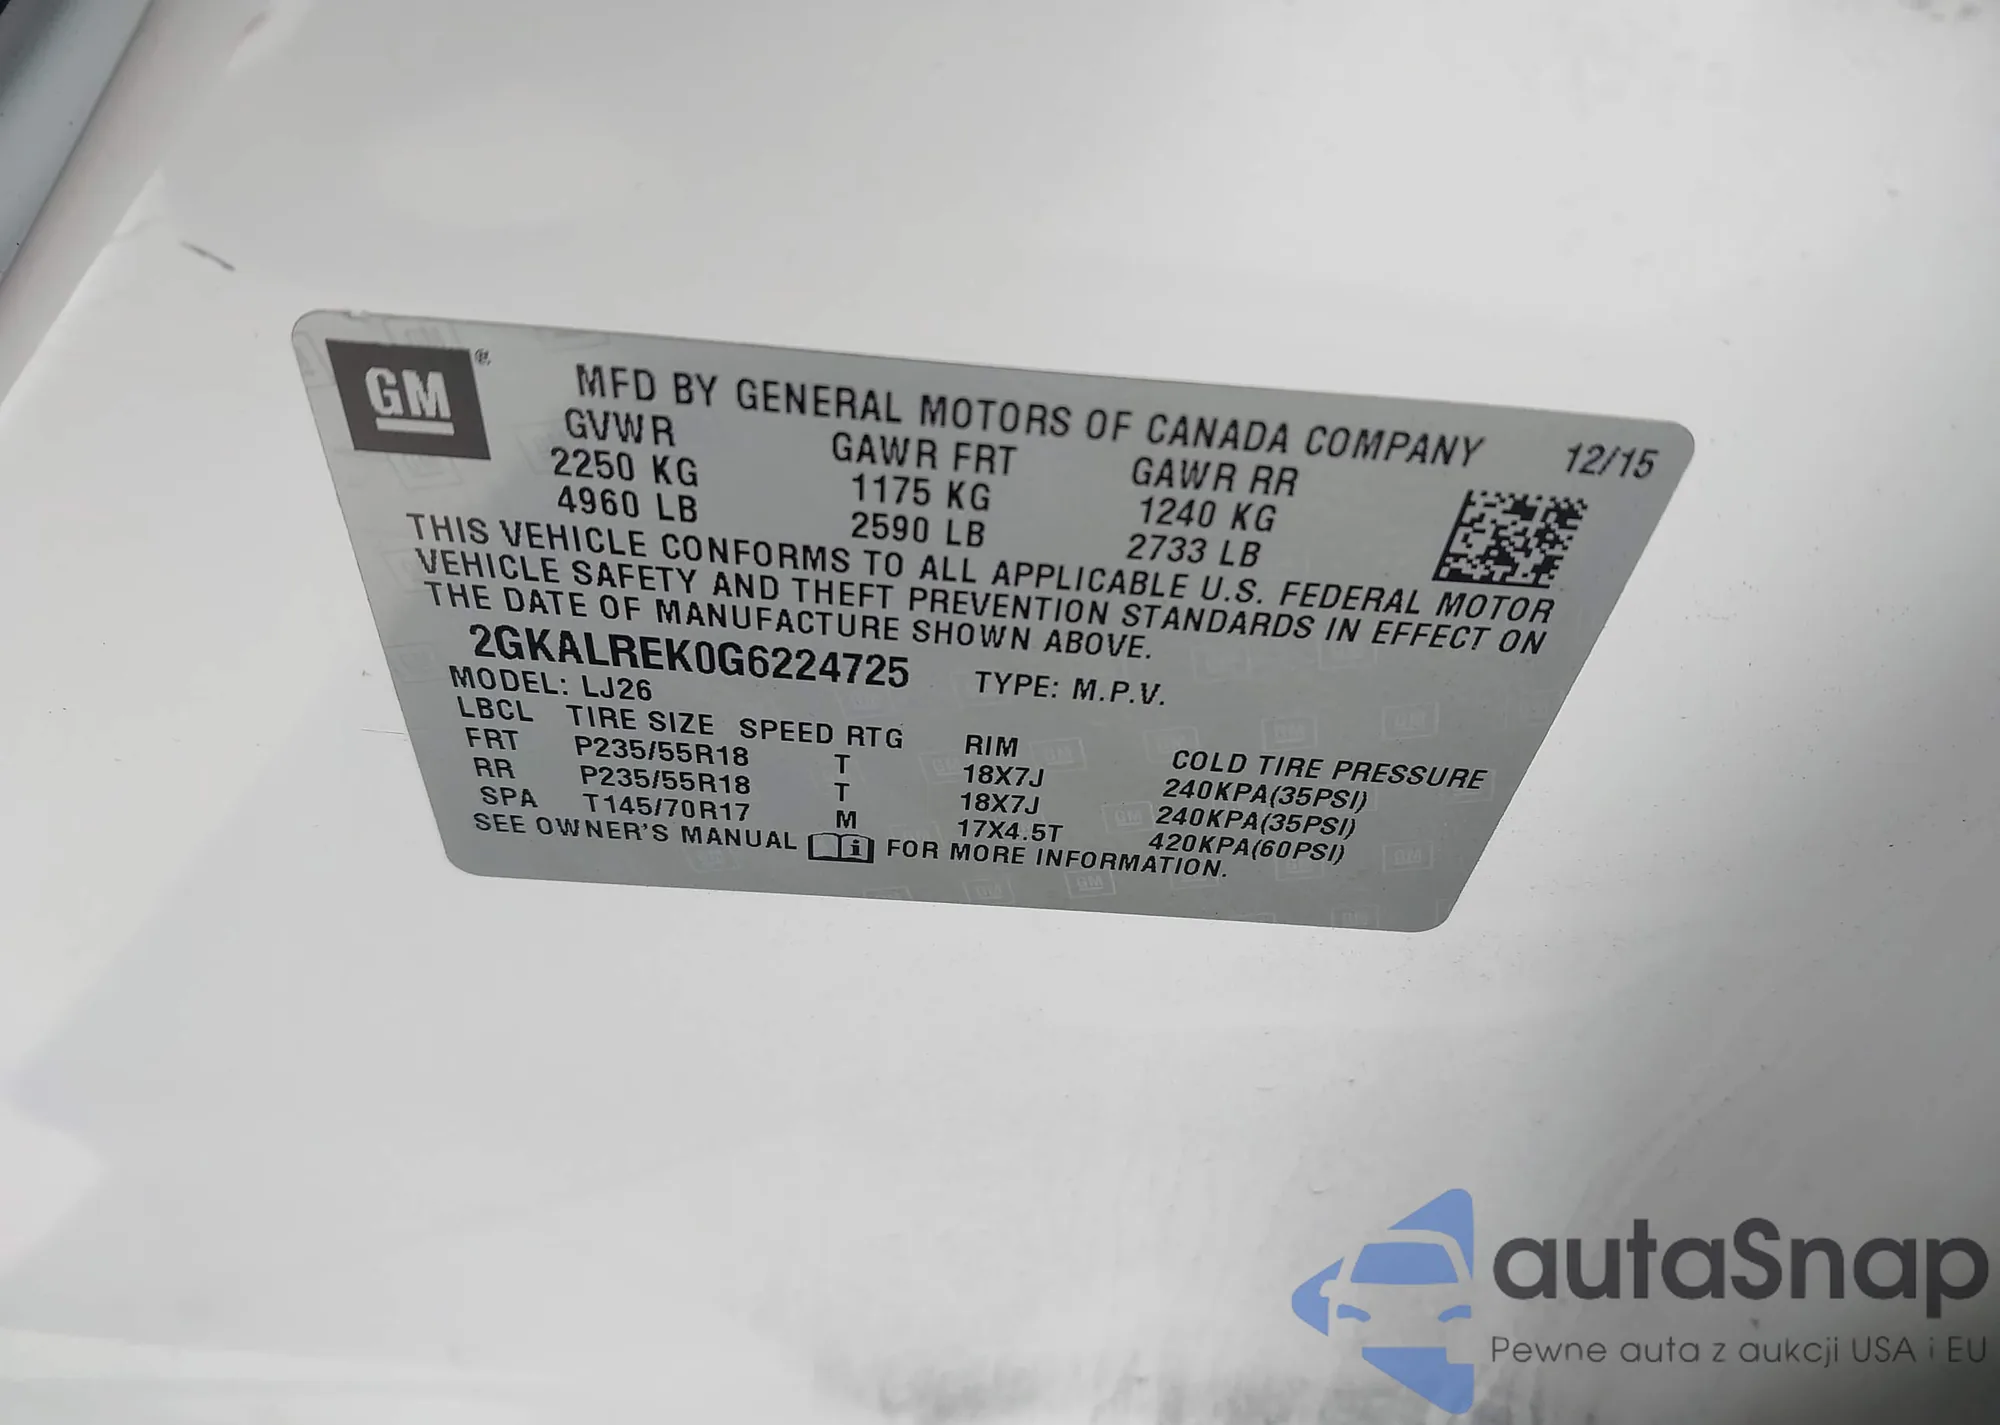 GM ®
MFD BY GENERAL MOTORS OF CANADA COMPANY 12/15
GVWR GAWR FRT GAWR RR
2250 KG 1175 KG 1240 KG
4960 LB 2590 LB 2733 LB
THIS VEHICLE CONFORMS TO ALL APPLICABLE U.S. FEDERAL MOTOR
VEHICLE SAFETY AND THEFT PREVENTION STANDARDS IN EFFECT ON
THE DATE OF MANUFACTURE SHOWN ABOVE.
2GKALREK0G6224725 TYPE: M.P.V.
MODEL: LJ26
LBCL TIRE SIZE SPEED RTG RIM COLD TIRE PRESSURE
FRT P235/55R18 T 18X7J 240KPA(35PSI)
RR P235/55R18 T 18X7J 240KPA(35PSI)
SPA T145/70R17 M 17X4.5T 420KPA(60PSI)
SEE OWNER'S MANUAL FOR MORE INFORMATION.
autaSnap
Pewne auta z aukcji USA i EU